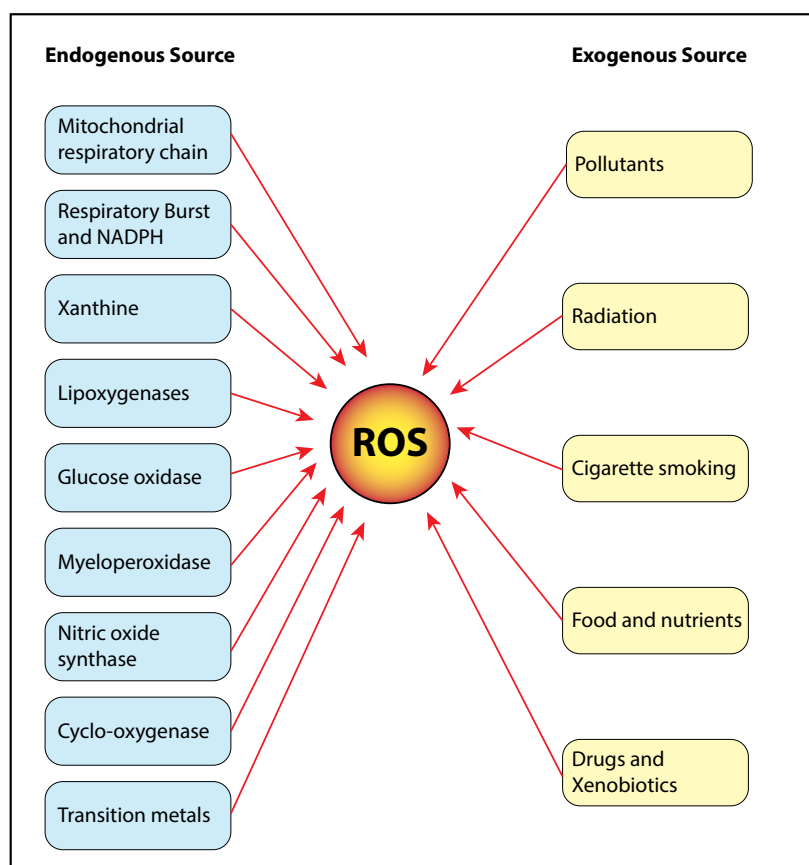 Endogenous Source
Exogenous Source
Mitochondrial
respiratory chain
Respiratory Burst
and NADPH
Xanthine
Lipoxygenases
Glucose oxidase
Myeloperoxidase
Nitric oxide
synthase
Cyclo-oxygenase
Transition metals
ROS
Pollutants
Radiation
Cigarette smoking
Food and nutrients
Drugs and
Xenobiotics